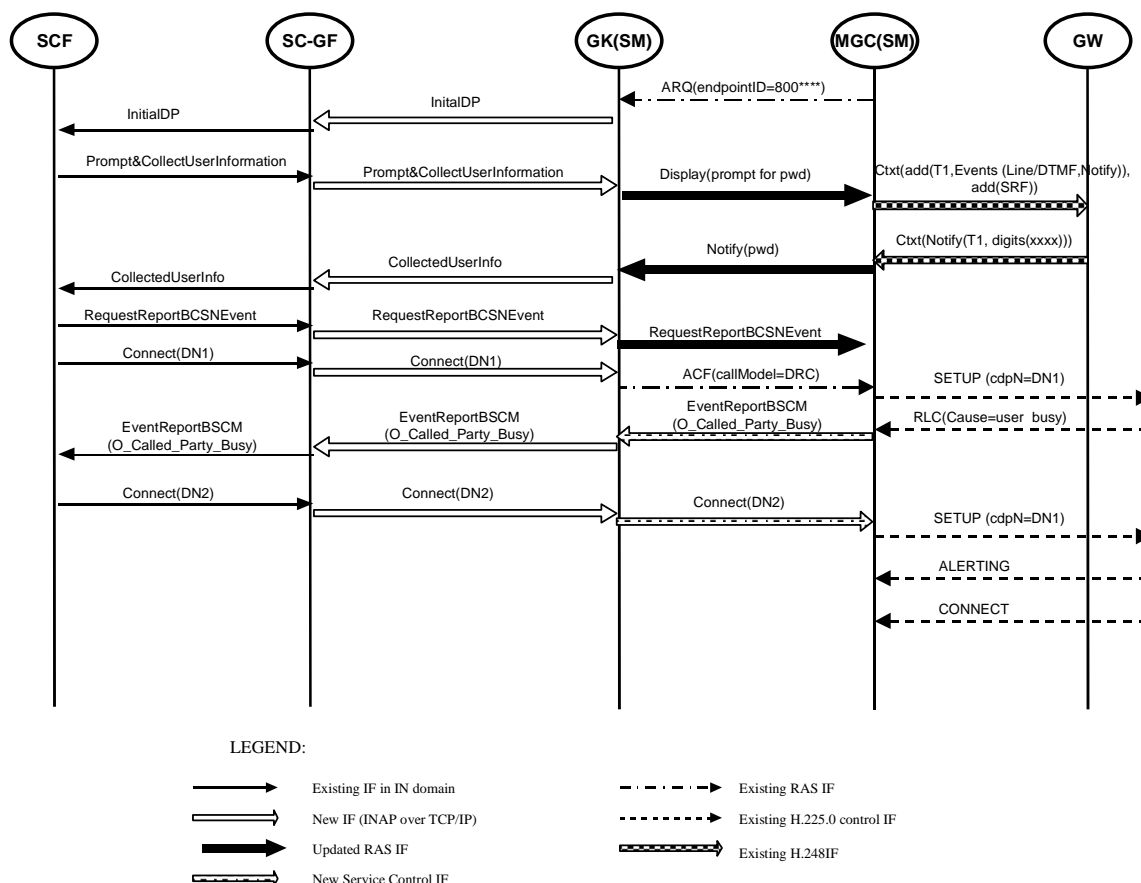 SCF
SC-GF
GK(SM)
MGC(SM)
GW
ARQ(endpointID=800****)
InitalDP
InitialDP
Prompt&CollectUserInformation
Prompt&CollectUserInformation
Display(prompt for pwd)
Ctxt(add(T1,Events (Line/DTMF,Notify)),
add(SRF))
Ctxt(Notify(T1, digits(xxxx)))
Notify(pwd)
CollectedUserInfo
CollectedUserInfo
RequestReportBCSNEvent
RequestReportBCSNEvent
RequestReportBCSNEvent
Connect(DN1)
Connect(DN1)
ACF(callModel=DRC)
SETUP (cdpN=DN1)
EventReportBSCM
(O_Called_Party_Busy)
EventReportBSCM
(O_Called_Party_Busy)
EventReportBSCM
(O_Called_Party_Busy)
RLC(Cause=user busy)
Connect(DN2)
Connect(DN2)
Connect(DN2)
SETUP (cdpN=DN1)
ALERTING
CONNECT
LEGEND:
Existing IF in IN domain
New IF (INAP over TCP/IP)
Updated RAS IF
New Service Control IF
Existing RAS IF
Existing H.225.0 control IF
Existing H.248IF